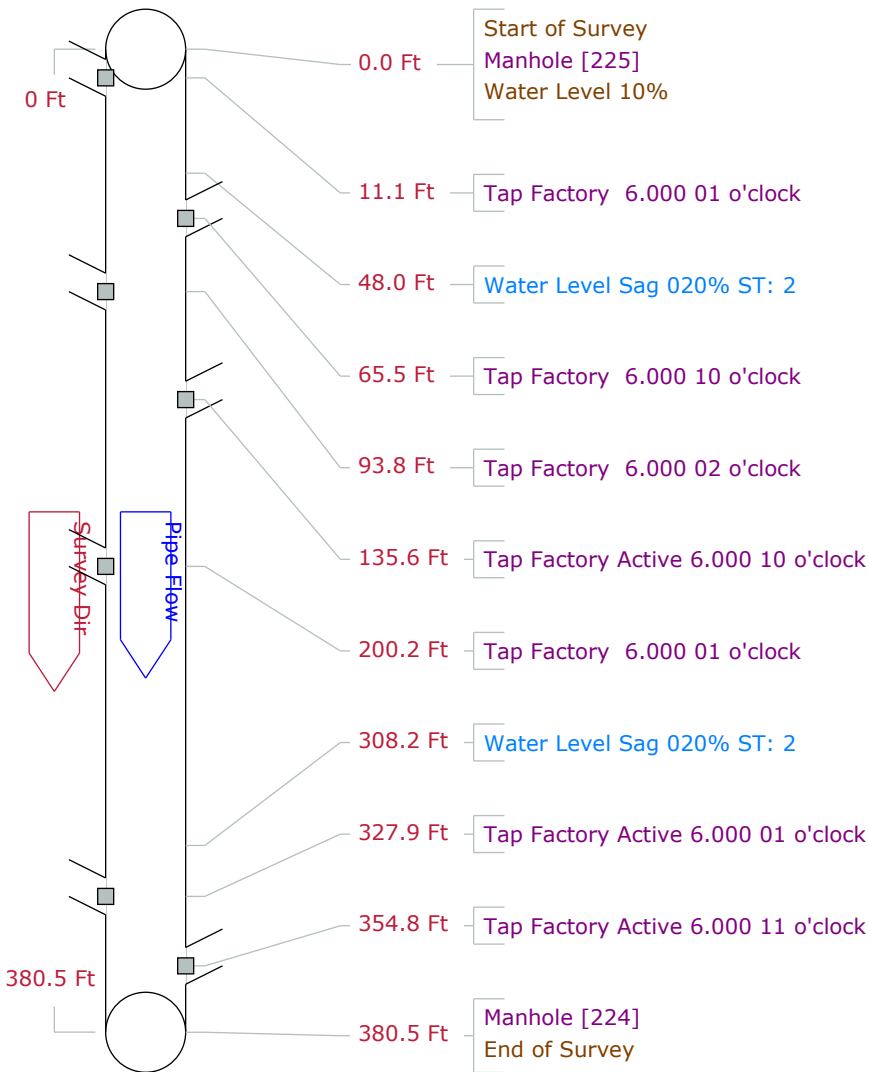 Start of Survey
0.0 Ft
Manhole [225]
Water Level 10%
0 Ft
11.1 Ft
Tap Factory  6.000 01 o'clock
48.0 Ft
Water Level Sag 020% ST: 2
65.5 Ft
Tap Factory  6.000 10 o'clock
93.8 Ft
Tap Factory  6.000 02 o'clock
Survey Dir
Pipe Flow
135.6 Ft
Tap Factory Active 6.000 10 o'clock
200.2 Ft
Tap Factory  6.000 01 o'clock
308.2 Ft
Water Level Sag 020% ST: 2
327.9 Ft
Tap Factory Active 6.000 01 o'clock
354.8 Ft
Tap Factory Active 6.000 11 o'clock
380.5 Ft
380.5 Ft
Manhole [224]
End of Survey